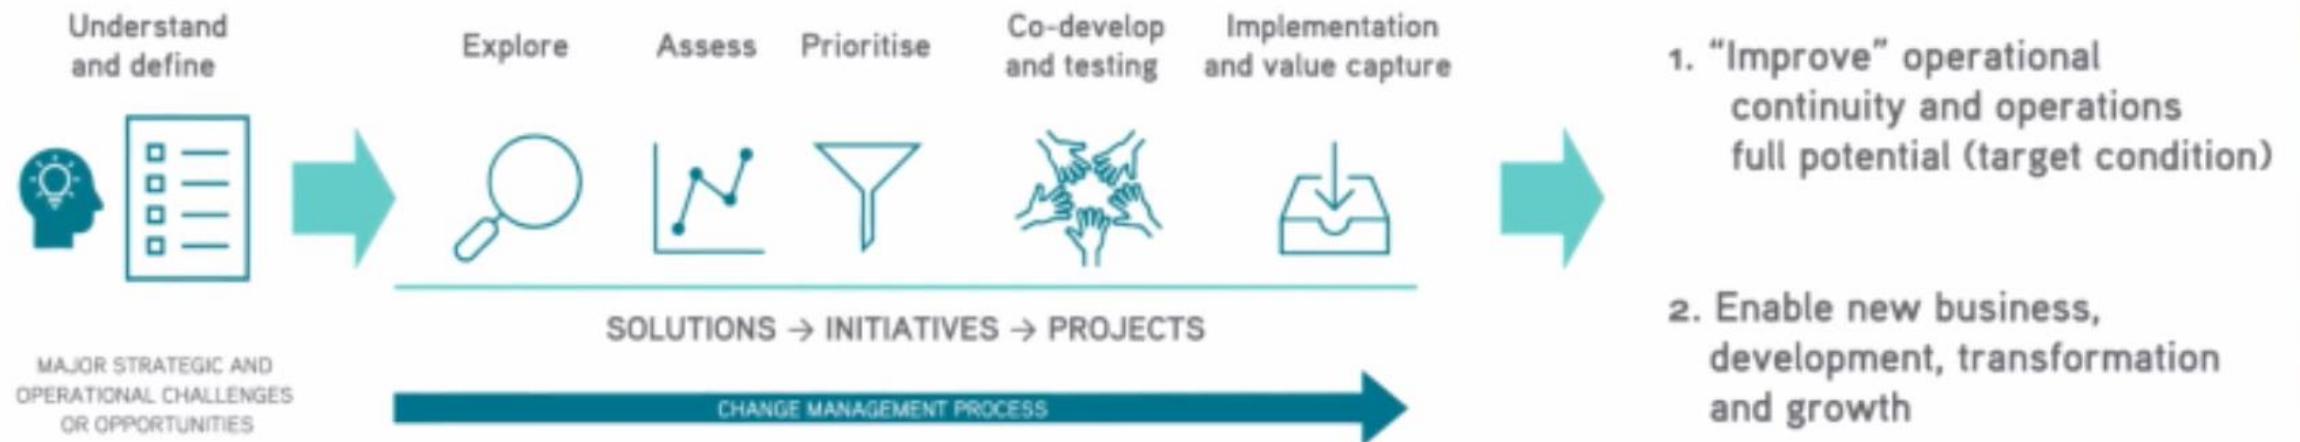 Understand
and define
Explore
Assess
Prioritise
Co-develop
and testing
Implementation
and value capture
SOLUTIONS → INITIATIVES → PROJECTS
MAJOR STRATEGIC AND
OPERATIONAL CHALLENGES
OR OPPORTUNITIES
CHANGE MANAGEMENT PROCESS
1. “Improve” operational
continuity and operations
full potential (target condition)
2. Enable new business,
development, transformation
and growth